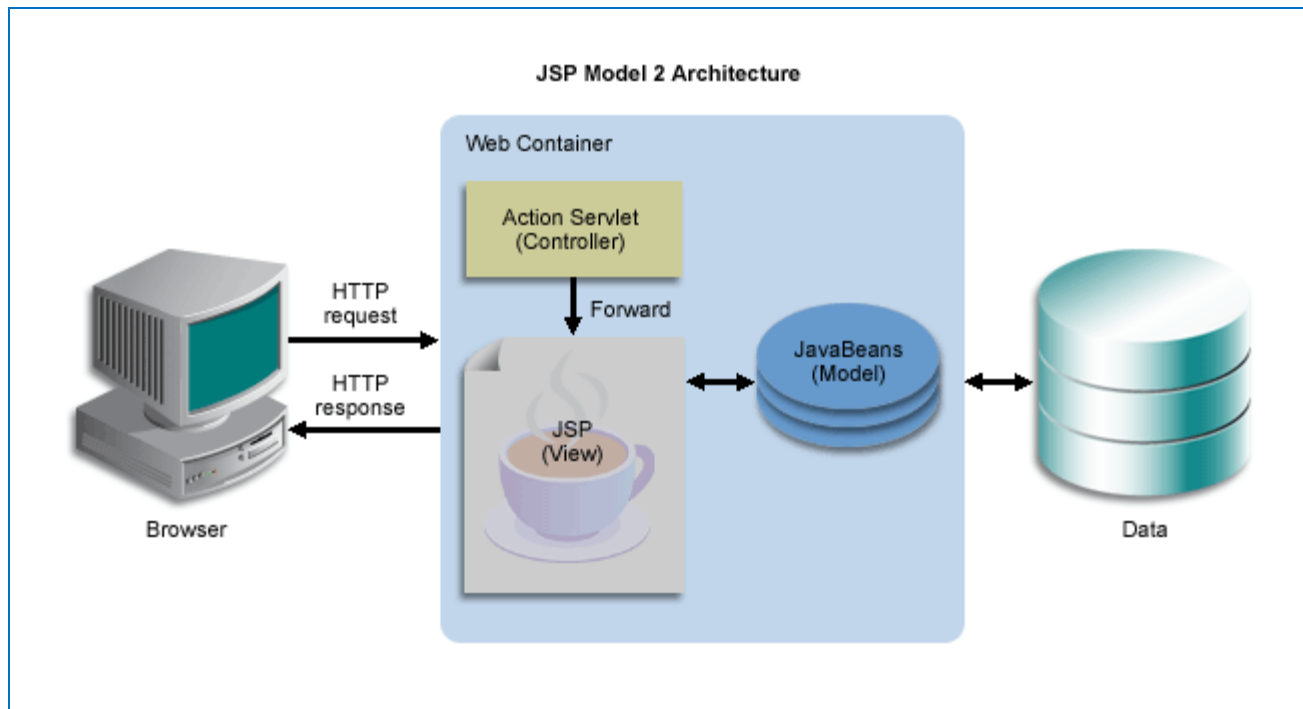 JSP Model 2 Architecture
Web Container
Action Servlet
(Controller)
HTTP
request
Forward
JavaBeans
(Model)
HTTP
response
JSP
(View)
Browser
Data